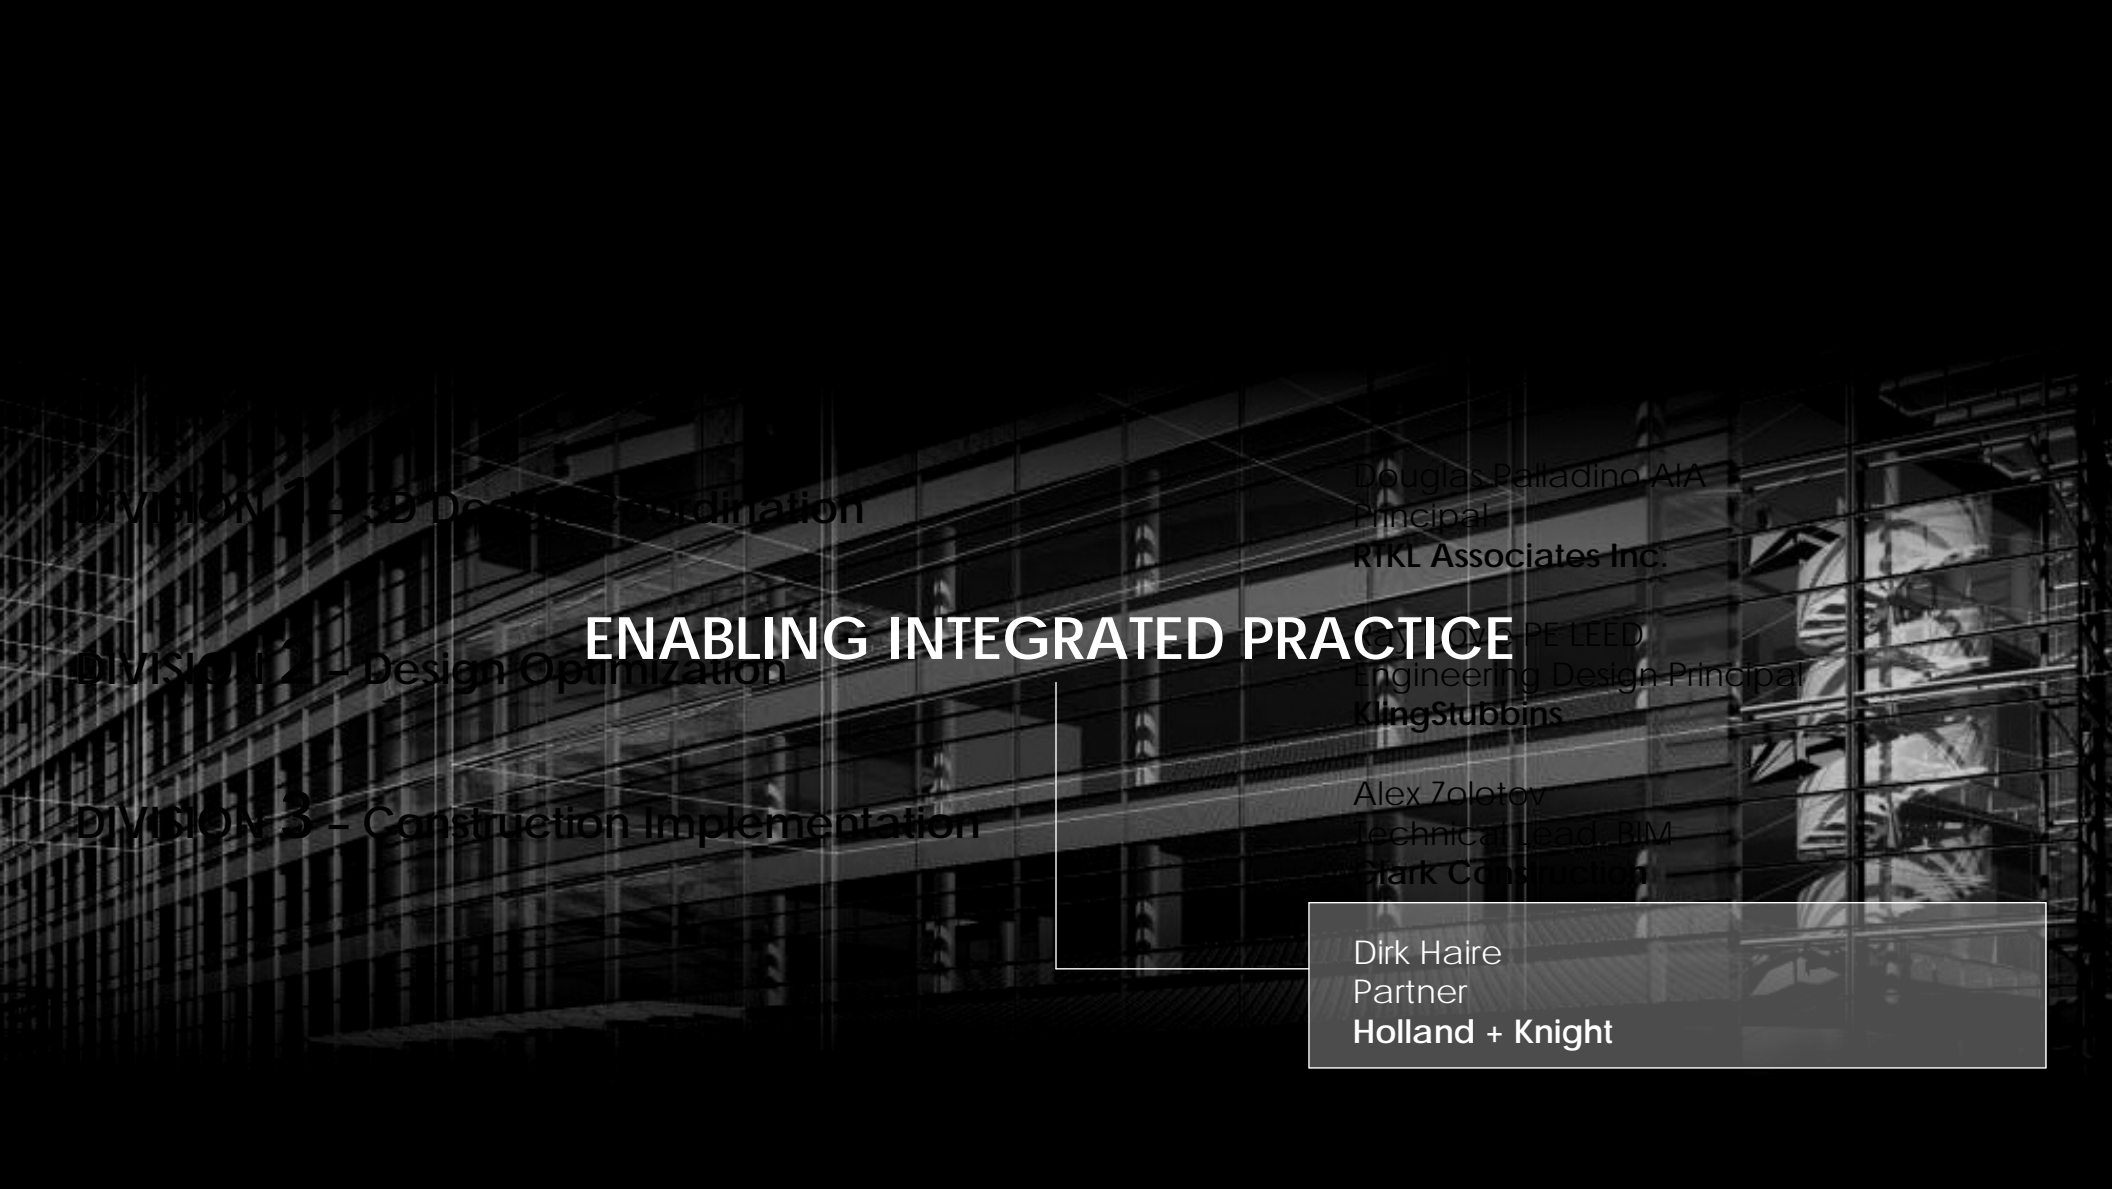 DIVISION 1 – 3D Design Coordination
DIVISION 2 – Design Optimization
DIVISION 3 – Construction Implementation
ENABLING INTEGRATED PRACTICE
Douglas Palladino AIA
Principal
RTKL Associates Inc.
PE LEED
Engineering Design Principal
KlingStubbins
Alex Zolotov
Technical Lead, BIM
Clark Construction
Dirk Haire
Partner
Holland + Knight